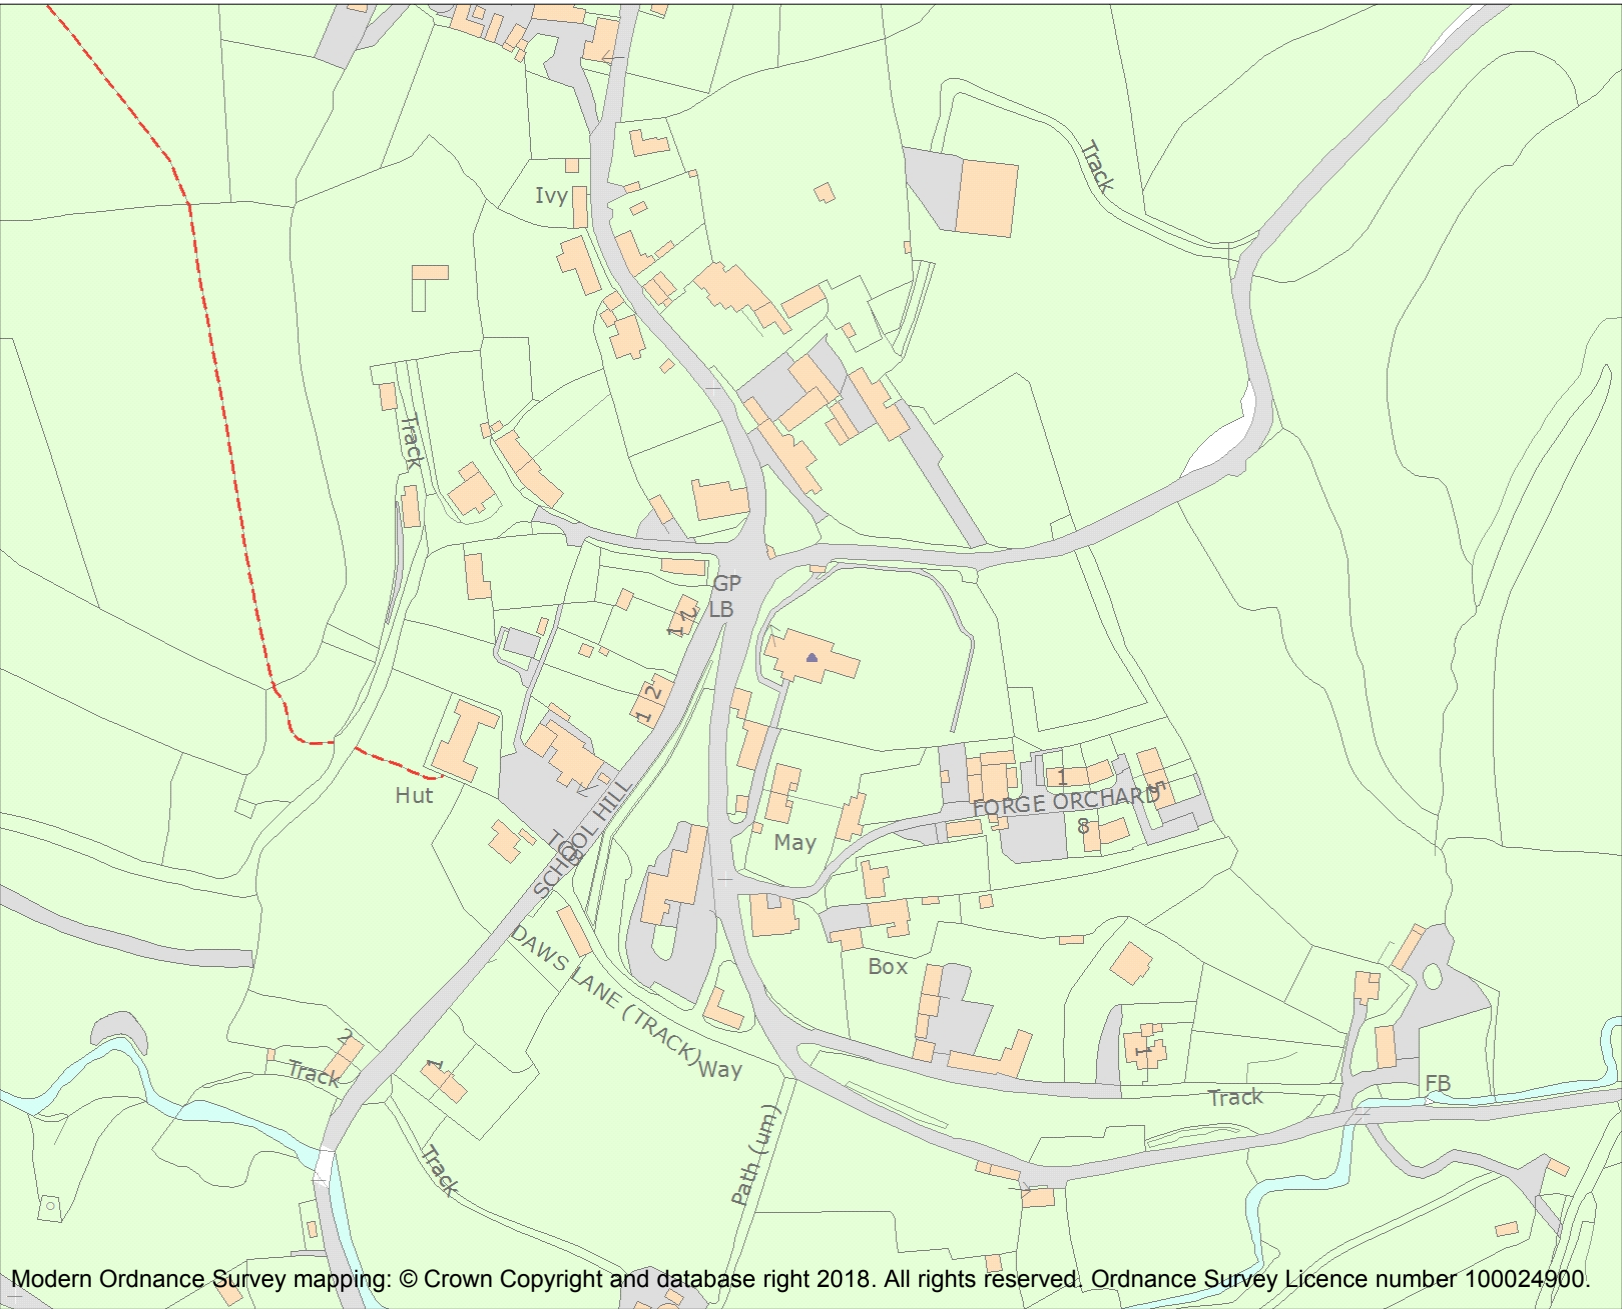 Track
Ivy
Track
GP
LB
2
1
2
1
Hut
TCB
SCHOOL HILL
May
1
5
FORGE ORCHARD
8
DAWS LANE (TRACK)
Box
Way
2
Track
1
1
Track
FB
Path (um)
Track
Modern Ordnance Survey mapping: © Crown Copyright and database right 2018. All rights reserved. Ordnance Survey Licence number 100024900.